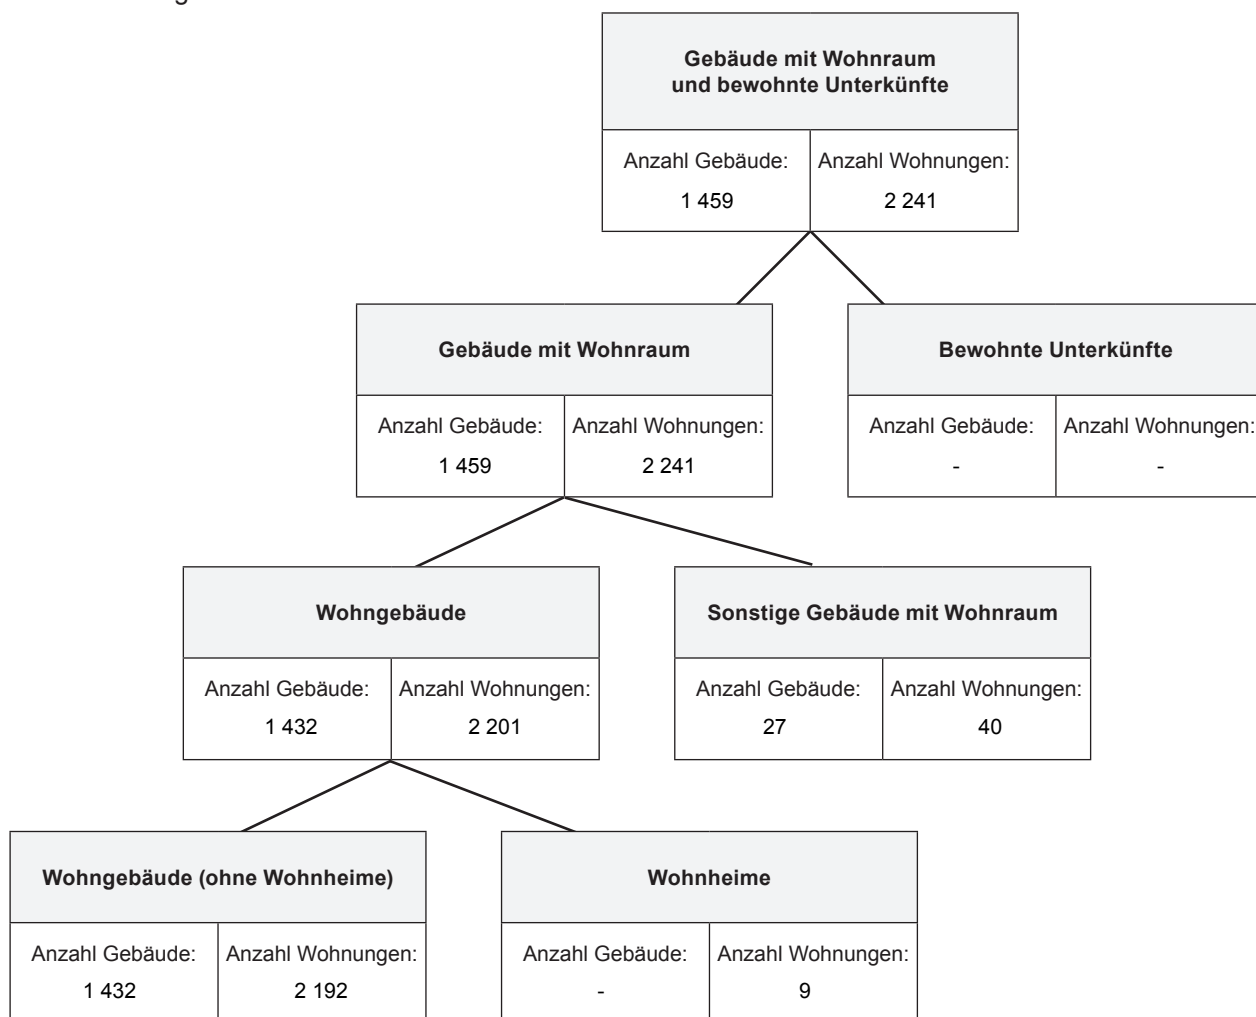 Gebäude mit Wohnraum
und bewohnte Unterkünfte
Anzahl Gebäude: Anzahl Wohnungen:
1 459 2 241
Gebäude mit Wohnraum
Anzahl Gebäude: Anzahl Wohnungen:
1 459 2 241
Bewohnte Unterkünfte
Anzahl Gebäude: Anzahl Wohnungen:
- -
Wohngebäude
Anzahl Gebäude: Anzahl Wohnungen:
1 432 2 201
Sonstige Gebäude mit Wohnraum
Anzahl Gebäude: Anzahl Wohnungen:
27 40
Wohngebäude (ohne Wohnheime)
Anzahl Gebäude: Anzahl Wohnungen:
1 432 2 192
Wohnheime
Anzahl Gebäude: Anzahl Wohnungen:
- 9